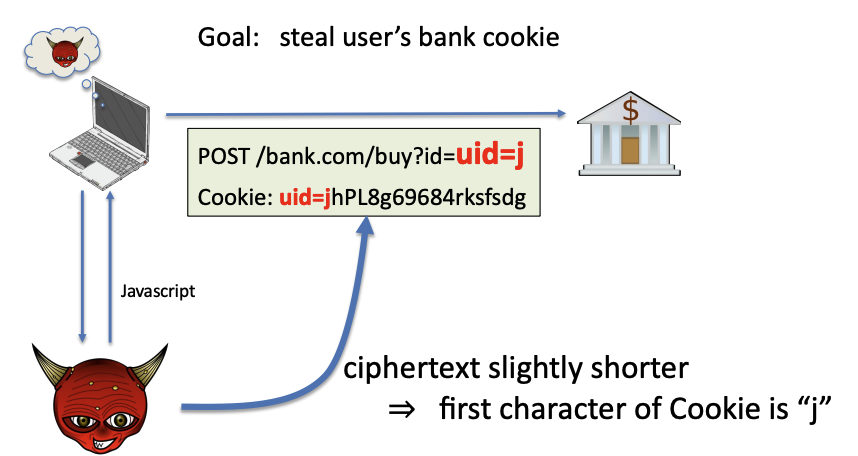 Goal: steal user's bank cookie
$
POST /bank.com/buy?id=uid=j
Cookie: uid=jhPL8g69684rksfsdg
Javascript
ciphertext slightly shorter
⇒ first character of Cookie is "j"